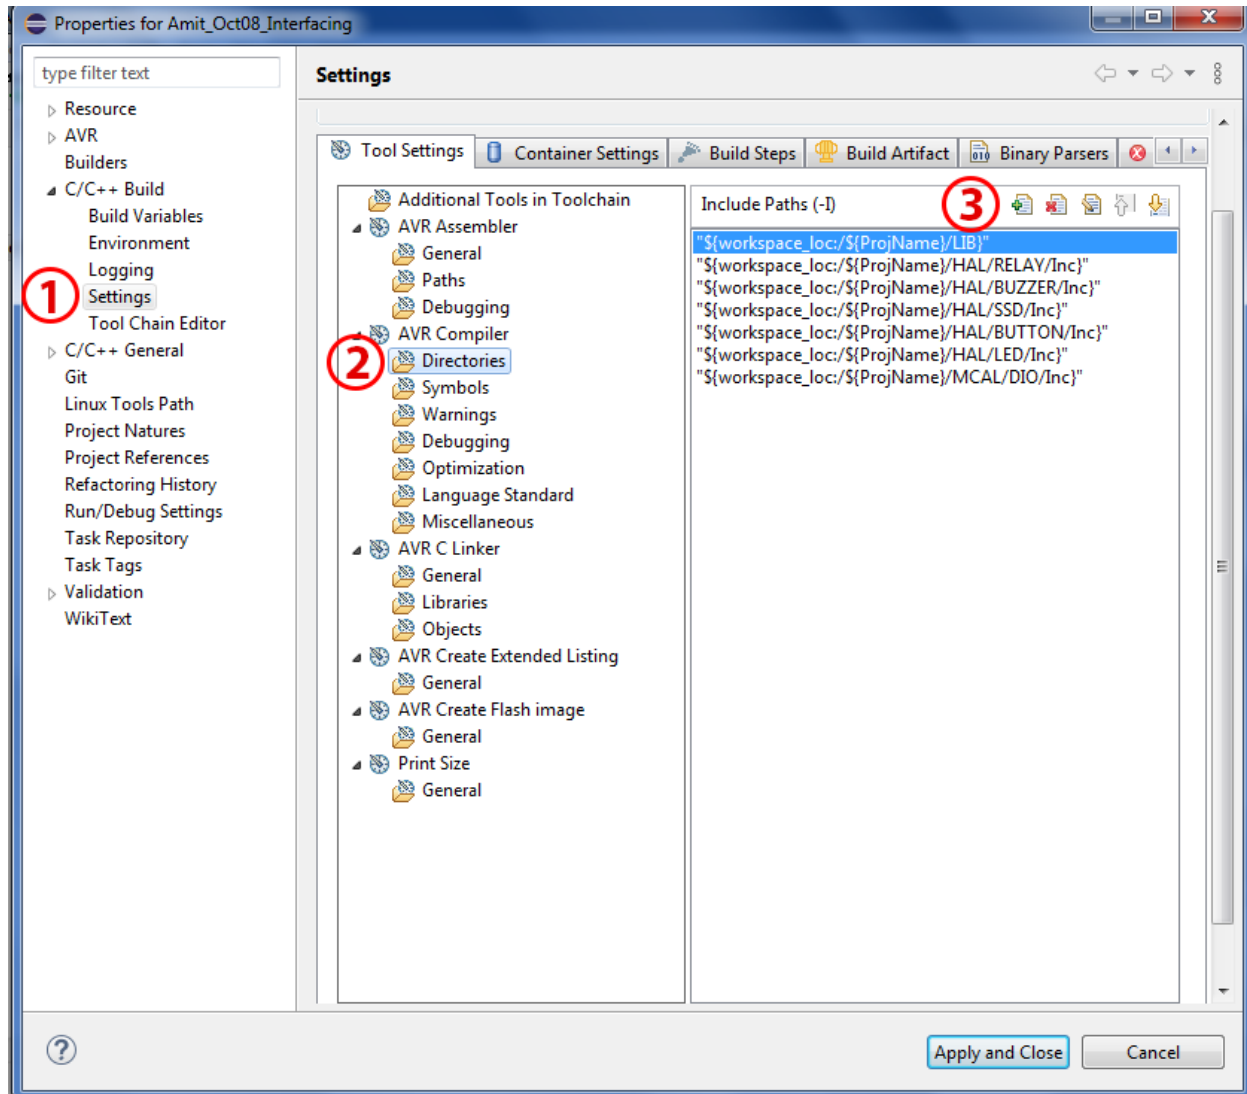 Properties for Amit_Oct08_Interfacing
type filter text
Resource
AVR
Builders
C/C++ Build
Build Variables
Environment
Logging
1
Settings
Tool Chain Editor
C/C++ General
Git
Linux Tools Path
Project Natures
Project References
Refactoring History
Run/Debug Settings
Task Repository
Task Tags
Validation
WikiText
Settings
Tool Settings
Container Settings
Build Steps
Build Artifact
Binary Parsers
Additional Tools in Toolchain
AVR Assembler
General
Paths
Debugging
AVR Compiler
2
Directories
Symbols
Warnings
Debugging
Optimization
Language Standard
Miscellaneous
AVR C Linker
General
Libraries
Objects
AVR Create Extended Listing
General
AVR Create Flash image
General
Print Size
General
Include Paths (-I)
3
"${workspace_loc:/${ProjName}/LIB}"
"${workspace_loc:/${ProjName}/HAL/RELAY/Inc}"
"${workspace_loc:/${ProjName}/HAL/BUZZER/Inc}"
"${workspace_loc:/${ProjName}/HAL/SSD/Inc}"
"${workspace_loc:/${ProjName}/HAL/BUTTON/Inc}"
"${workspace_loc:/${ProjName}/HAL/LED/Inc}"
"${workspace_loc:/${ProjName}/MCAL/DIO/Inc}"
?
Apply and Close
Cancel